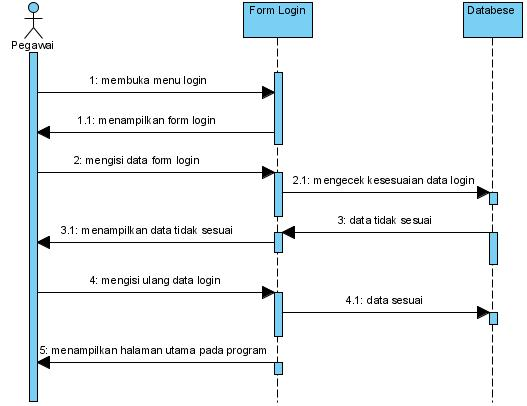 Form Login
Databese
Pegawai
1: membuka menu login
1.1: menampilkan form login
2: mengisi data form login
2.1: mengecek kesesuaian data login
3: data tidak sesuai
3.1: menampilkan data tidak sesuai
4: mengisi ulang data login
4.1: data sesuai
5: menampilkan halaman utama pada program